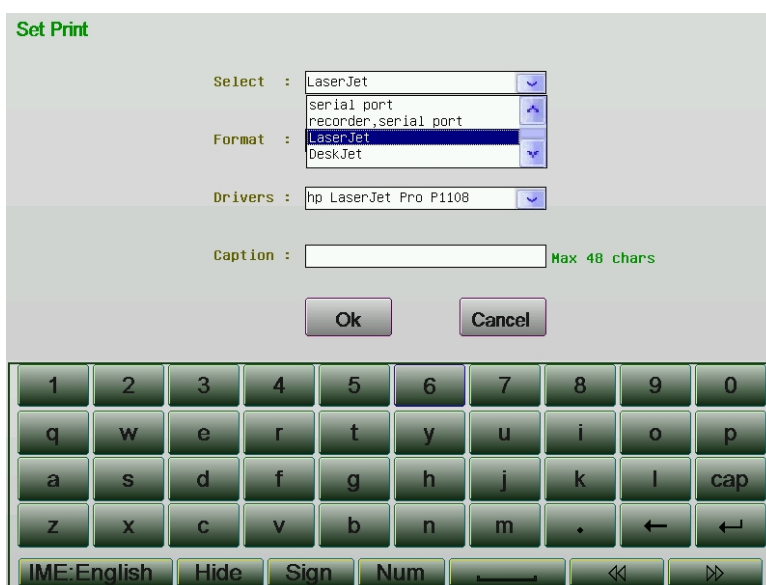 Set Print
Select : LaserJet
serial port
recorder,serial port
Format : LaserJet
DeskJet
Drivers : hp LaserJet Pro P1108
Caption : Max 48 chars
Ok Cancel
1 2 3 4 5 6 7 8 9 0
q w e r t y u i o p
a s d f g h j k l cap
z x c v b n m .
IME:English Hide Sign Num